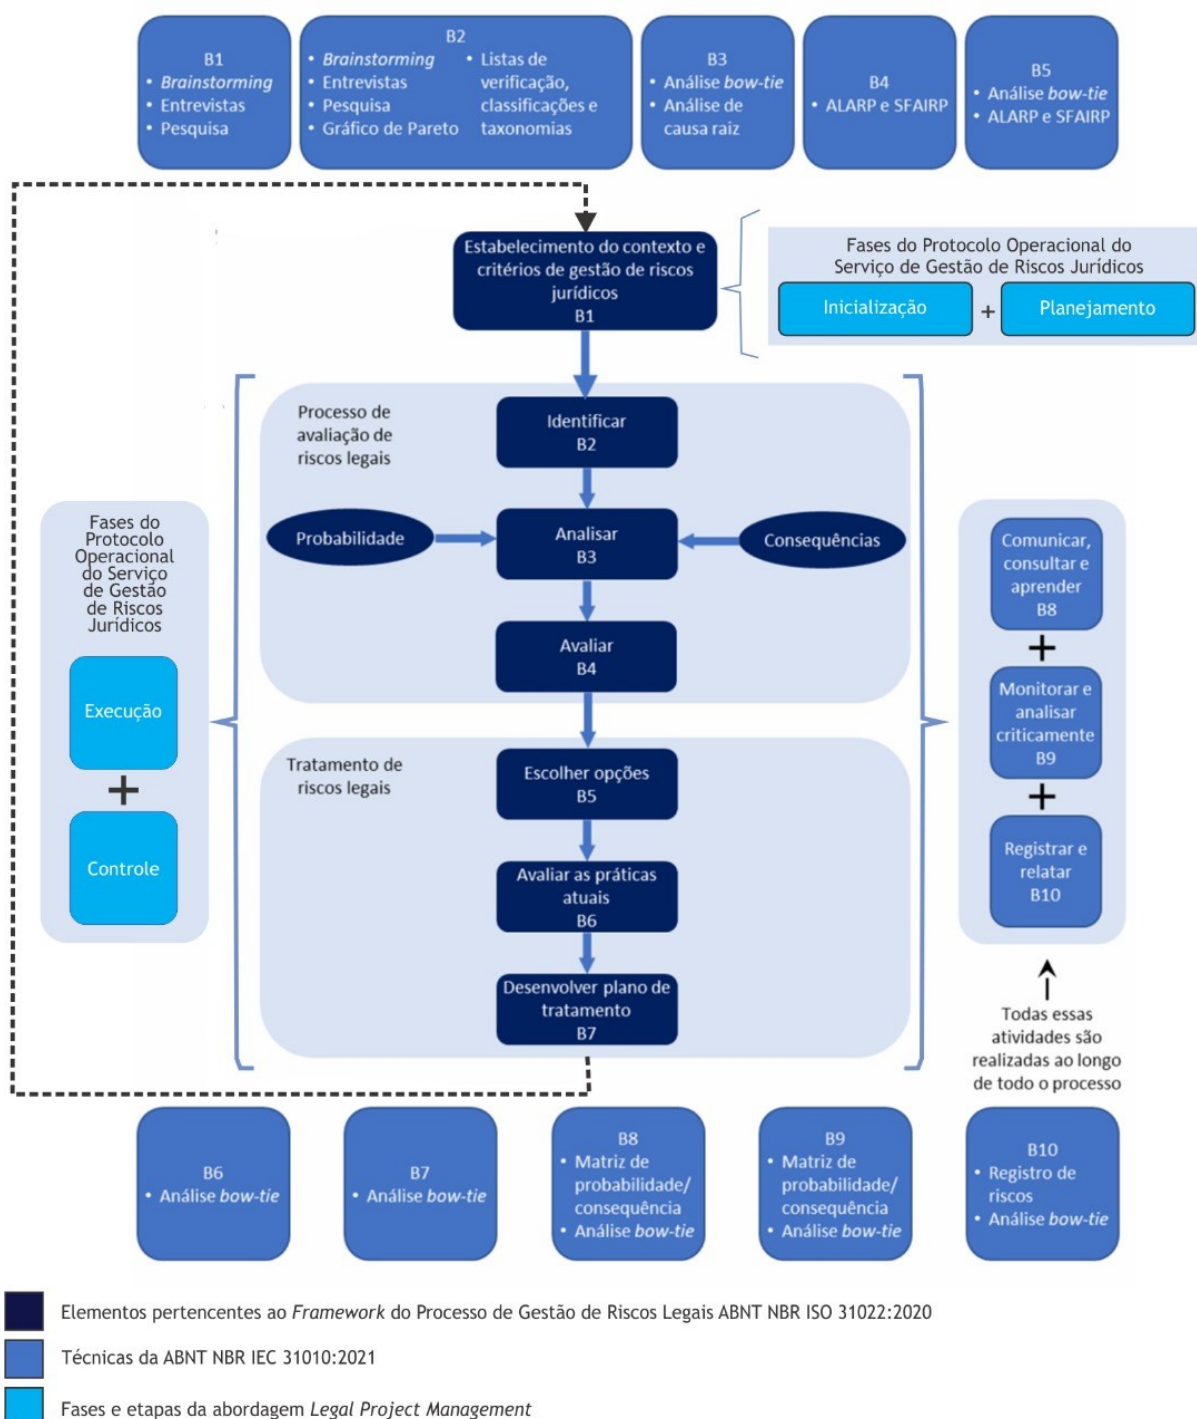 B1
• Brainstorming
• Entrevistas
• Pesquisa
B2
• Brainstorming
• Entrevistas
• Pesquisa
• Gráfico de Pareto
• Listas de
verificação,
classificações e
taxonomias
B3
• Análise bow-tie
• Análise de
causa raiz
B4
• ALARP e SFAIRP
B5
• Análise bow-tie
• ALARP e SFAIRP
Estabelecimento do contexto e
critérios de gestão de riscos
jurídicos
B1
Fases do Protocolo Operacional do
Serviço de Gestão de Riscos Jurídicos
Inicialização
+
Planejamento
Processo de
avaliação de
riscos legais
Identificar
B2
Probabilidade
Analisar
B3
Consequências
Avaliar
B4
Fases do
Protocolo
Operacional
do Serviço
de Gestão
de Riscos
Jurídicos
Execução
+
Controle
Tratamento de
riscos legais
Escolher opções
B5
Avaliar as práticas
atuais
B6
Desenvolver plano de
tratamento
B7
Comunicar,
consultar e
aprender
B8
+
Monitorar e
analisar
criticamente
B9
+
Registrar e
relatar
B10
Todas essas
atividades são
realizadas ao longo
de todo o processo
B6
• Análise bow-tie
B7
• Análise bow-tie
B8
• Matriz de
probabilidade/
consequência
• Análise bow-tie
B9
• Matriz de
probabilidade/
consequência
• Análise bow-tie
B10
• Registro de
riscos
• Análise bow-tie
Elementos pertencentes ao Framework do Processo de Gestão de Riscos Legais ABNT NBR ISO 31022:2020
Técnicas da ABNT NBR IEC 31010:2021
Fases e etapas da abordagem Legal Project Management